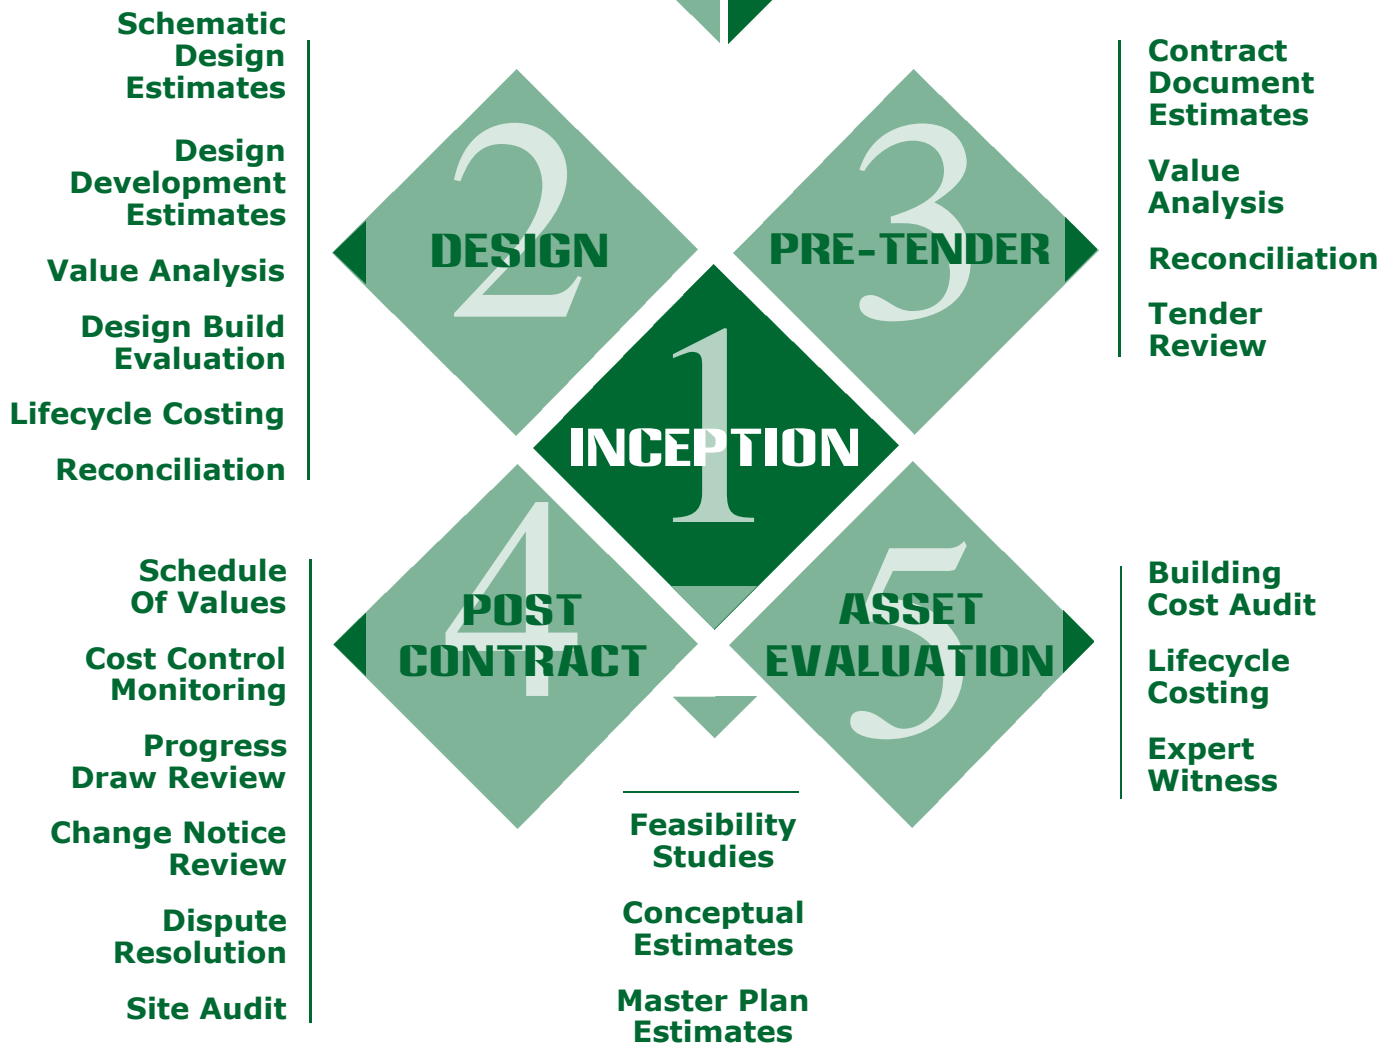 Schematic
Design
Estimates
Design
Development
Estimates
Value Analysis
Design Build
Evaluation
Lifecycle Costing
Reconciliation
2
DESIGN
3
PRE-TENDER
Contract
Document
Estimates
Value
Analysis
Reconciliation
Tender
Review
1
INCEPTION
Schedule
Of Values
Cost Control
Monitoring
Progress
Draw Review
Change Notice
Review
Dispute
Resolution
Site Audit
4
POST
CONTRACT
5
ASSET
EVALUATION
Building
Cost Audit
Lifecycle
Costing
Expert
Witness
Feasibility
Studies
Conceptual
Estimates
Master Plan
Estimates